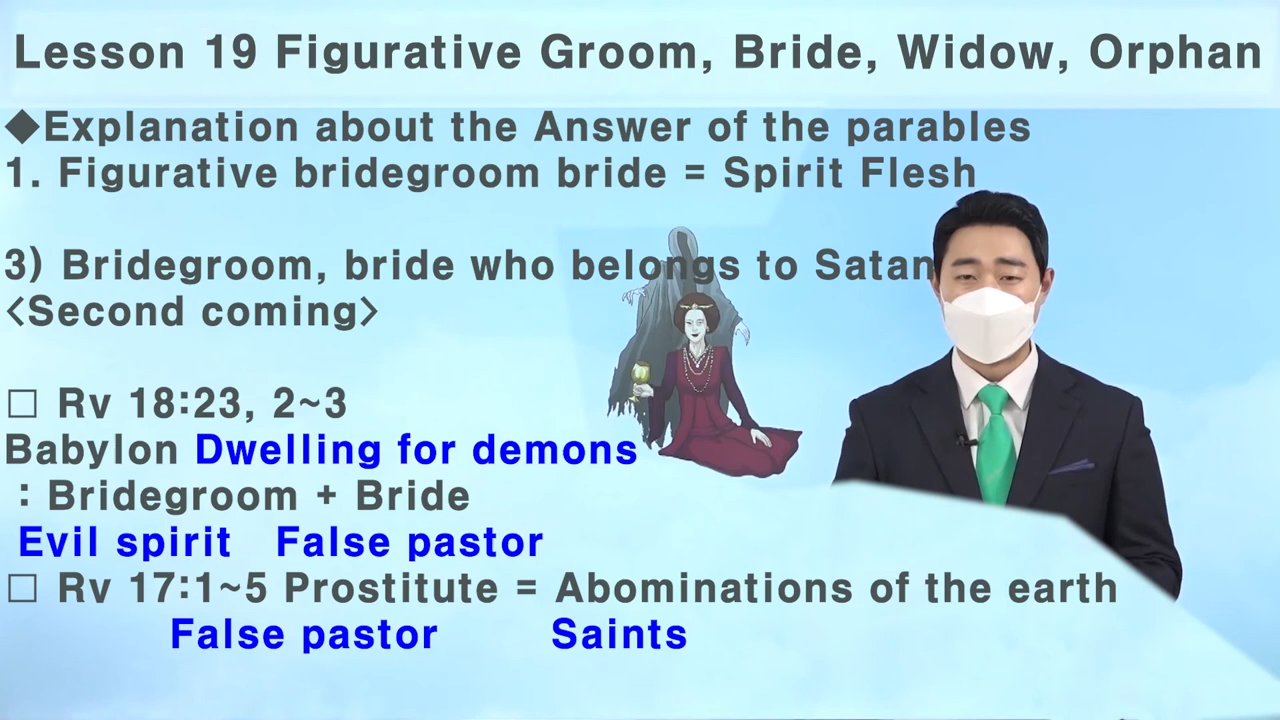 Lesson 19 Figurative Groom, Bride, Widow, Orphan
◆Explanation about the Answer of the parables
1. Figurative bridegroom bride = Spirit Flesh
3) Bridegroom, bride who belongs to Satan
<Second coming>
□ Rv 18:23, 2~3
Babylon Dwelling for demons
: Bridegroom + Bride
Evil spirit False pastor
□ Rv 17:1~5 Prostitute = Abominations of the earth
False pastor Saints